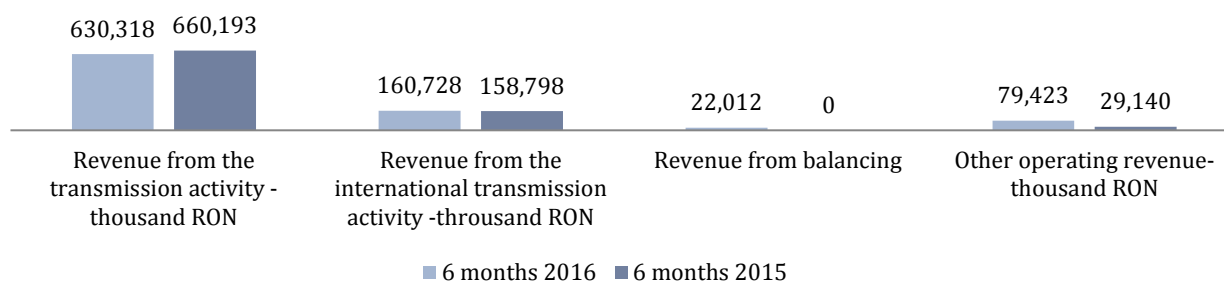 630,318
660,193
160,728
158,798
22,012
0
79,423
29,140
Revenue from the
transmission activity -
thousand RON
Revenue from the
international transmission
activity -throusand RON
Revenue from balancing
Other operating revenue-
thousand RON
6 months 2016
6 months 2015